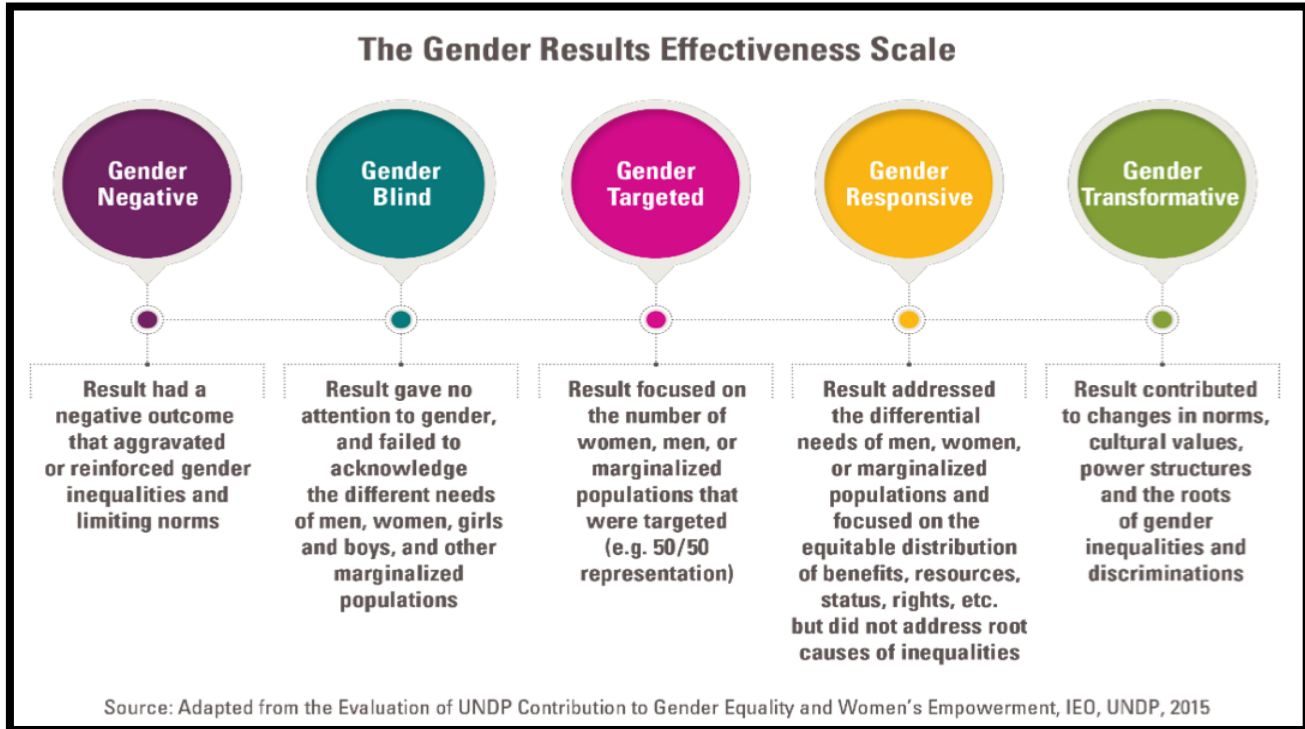 The Gender Results Effectiveness Scale
Gender
Negative
Gender
Blind
Gender
Targeted
Gender
Responsive
Gender
Transformative
Result had a
negative outcome
that aggravated
or reinforced gender
inequalities and
limiting norms
Result gave no
attention to gender,
and failed to
acknowledge
the different needs
of men, women, girls
and boys, and other
marginalized
populations
Result focused on
the number of
women, men, or
marginalized
populations that
were targeted
(e.g. 50/50
representation)
Result addressed
the differential
needs of men, women,
or marginalized
populations and
focused on the
equitable distribution
of benefits, resources,
status, rights, etc.
but did not address root
causes of inequalities
Result contributed
to changes in norms,
cultural values,
power structures
and the roots
of gender
inequalities and
discriminations
Source: Adapted from the Evaluation of UNDP Contribution to Gender Equality and Women's Empowerment, IEO, UNDP, 2015